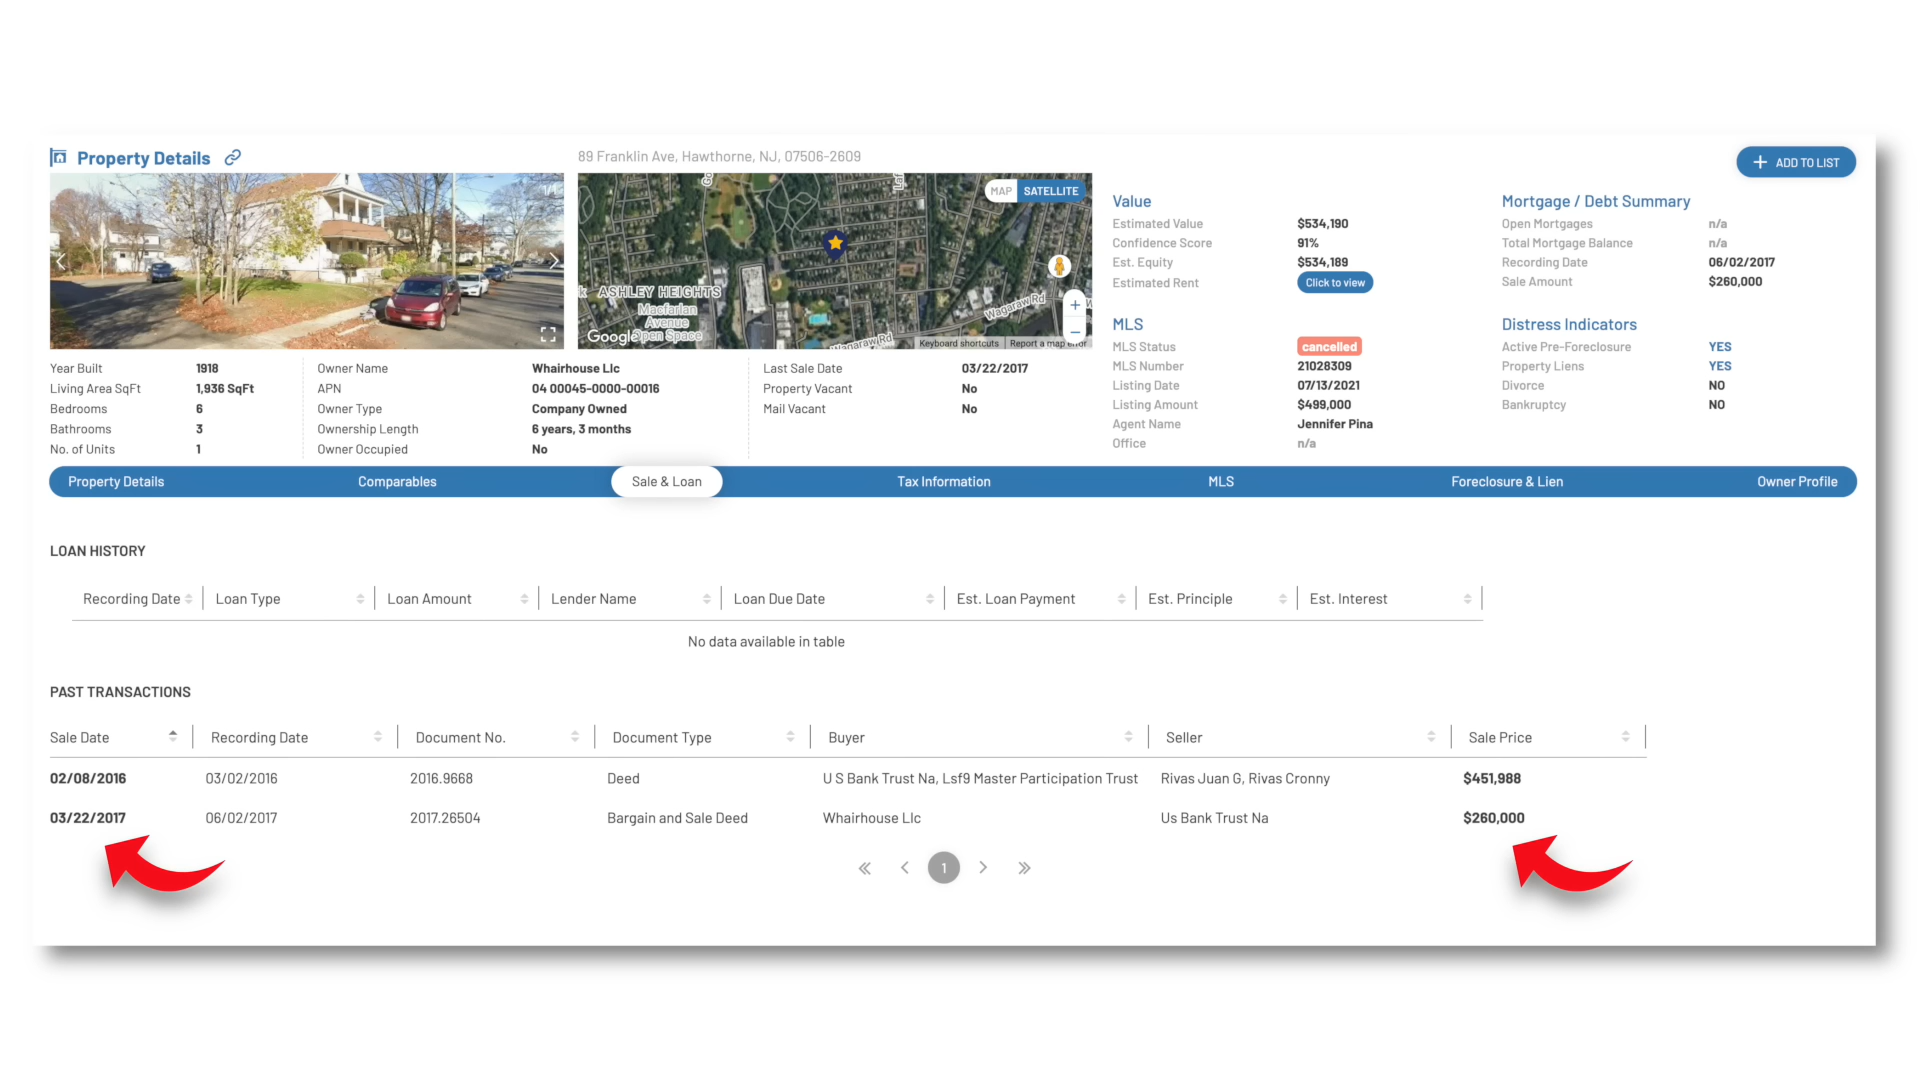 Property Details
89 Franklin Ave, Hawthorne, NJ, 07506-2609
ADD TO LIST
1/1
MAP SATELLITE
ASHLEY HEIGHTS
Macfarlan
Avenue
Open Space
Wagaraw Rd
Wagaraw Rd
Google
Keyboard shortcuts
Report a map error
Value
Estimated Value $534,190
Confidence Score 91%
Est. Equity $534,189
Estimated Rent Click to view
Mortgage / Debt Summary
Open Mortgages n/a
Total Mortgage Balance n/a
Recording Date 06/02/2017
Sale Amount $260,000
MLS
MLS Status cancelled
MLS Number 21028309
Listing Date 07/13/2021
Listing Amount $499,000
Agent Name Jennifer Pina
Office n/a
Distress Indicators
Active Pre-Foreclosure YES
Property Liens YES
Divorce NO
Bankruptcy NO
Year Built 1918
Living Area SqFt 1,936 SqFt
Bedrooms 6
Bathrooms 3
No. of Units 1
Owner Name Whairhouse Llc
APN 04 00045-0000-00016
Owner Type Company Owned
Ownership Length 6 years, 3 months
Owner Occupied No
Last Sale Date 03/22/2017
Property Vacant No
Mail Vacant No
Property Details Comparables Sale & Loan Tax Information MLS Foreclosure & Lien Owner Profile
LOAN HISTORY
Recording Date Loan Type Loan Amount Lender Name Loan Due Date Est. Loan Payment Est. Principle Est. Interest
No data available in table
PAST TRANSACTIONS
Sale Date Recording Date Document No. Document Type Buyer Seller Sale Price
02/08/2016 03/02/2016 2016.9668 Deed U S Bank Trust Na, Lsf9 Master Participation Trust Rivas Juan G, Rivas Cronny $451,988
03/22/2017 06/02/2017 2017.26504 Bargain and Sale Deed Whairhouse Llc Us Bank Trust Na $260,000
1